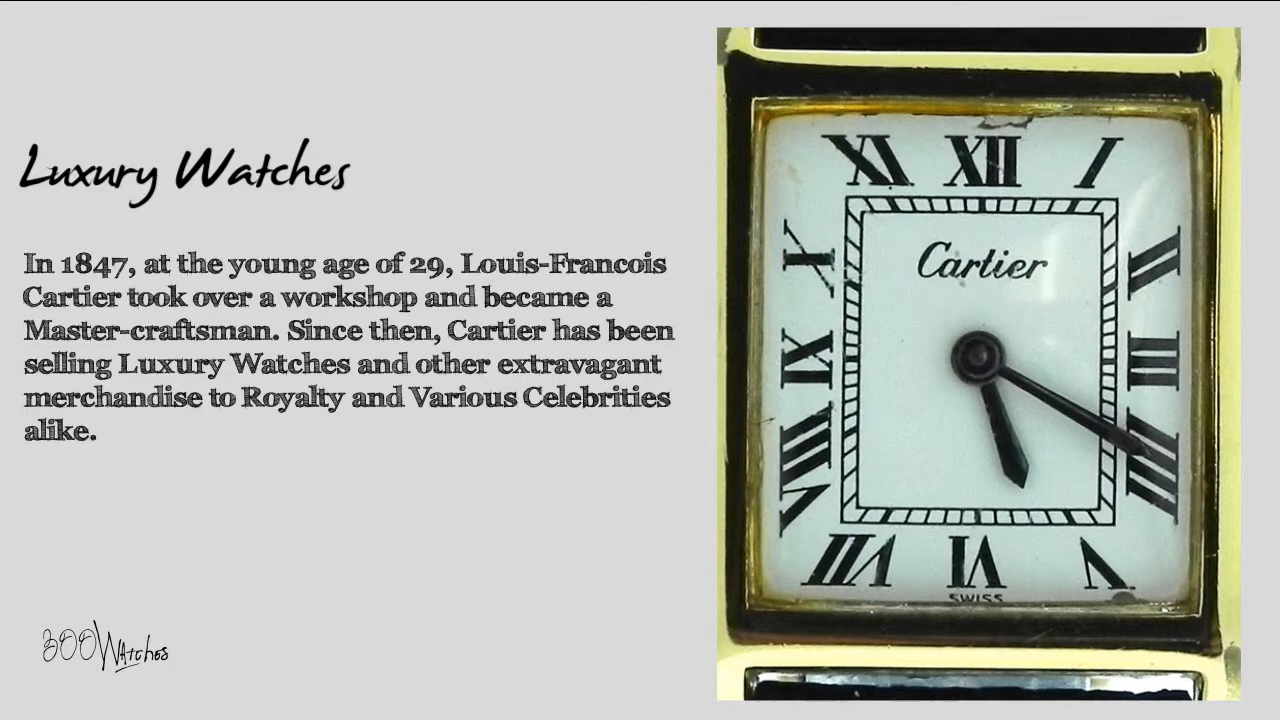 Luxury Watches
In 1847, at the young age of 29, Louis-Francois
Cartier took over a workshop and became a
Master-craftsman. Since then, Cartier has been
selling Luxury Watches and other extravagant
merchandise to Royalty and Various Celebrities
alike.
300Watches
XI XII I
X II
IX III
VIII IIII
VII VI V
Cartier
SWISS